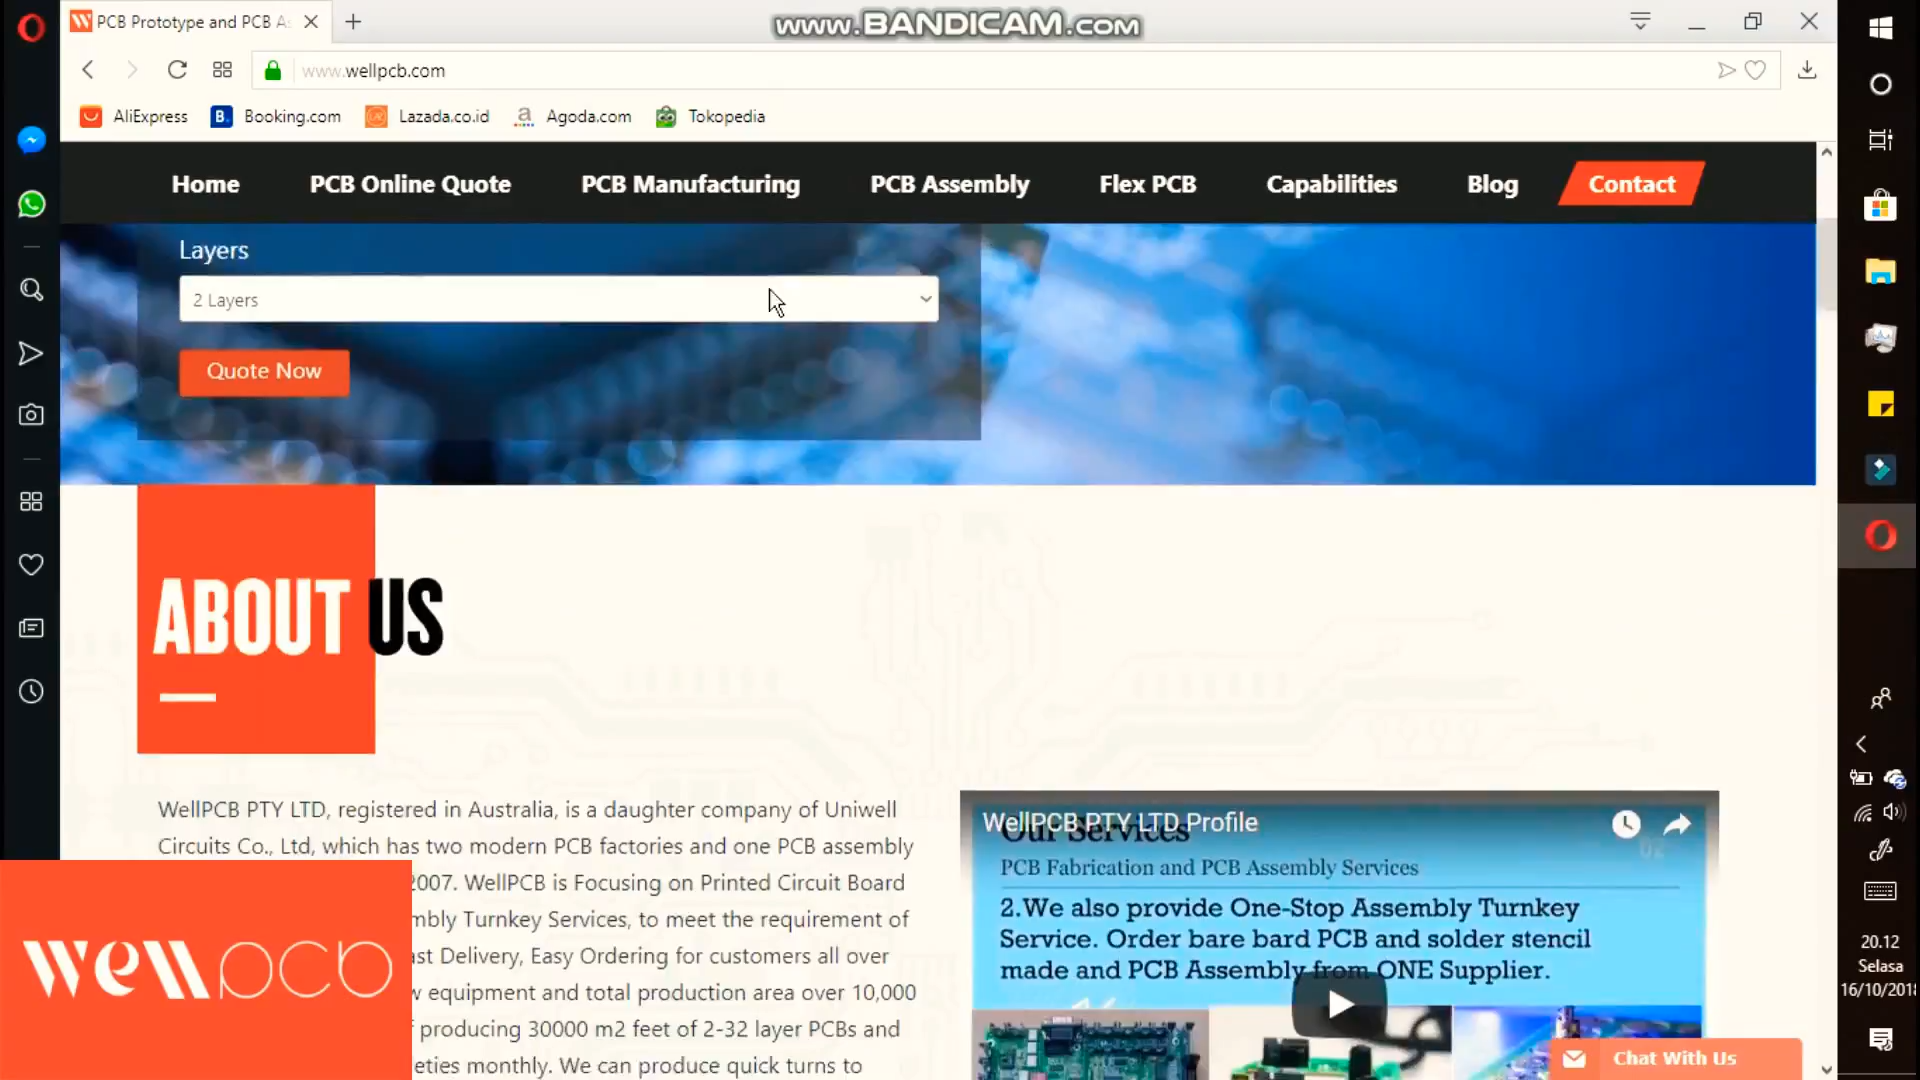 PCB Prototype and PCB A
www.BANDICAM.com
www.wellpcb.com
AliExpress
B. Booking.com
Lazada.co.id
a Agoda.com
Tokopedia
Home
PCB Online Quote
PCB Manufacturing
PCB Assembly
Flex PCB
Capabilities
Blog
Contact
Layers
2 Layers
Quote Now
ABOUT US
WellPCB PTY LTD, registered in Australia, is a daughter company of Uniwell
Circuits Co., Ltd, which has two modern PCB factories and one PCB assembly
2007. WellPCB is Focusing on Printed Circuit Board
mbly Turnkey Services, to meet the requirement of
ast Delivery, Easy Ordering for customers all over
w equipment and total production area over 10,000
f producing 30000 m2 feet of 2-32 layer PCBs and
eties monthly. We can produce quick turns to
wellpcb
WellPCB PTY LTD Profile
Our Services
02
PCB Fabrication and PCB Assembly Services
2.We also provide One-Stop Assembly Turnkey
Service. Order bare bard PCB and solder stencil
made and PCB Assembly from ONE Supplier.
Chat With Us
20.12
Selasa
16/10/2018